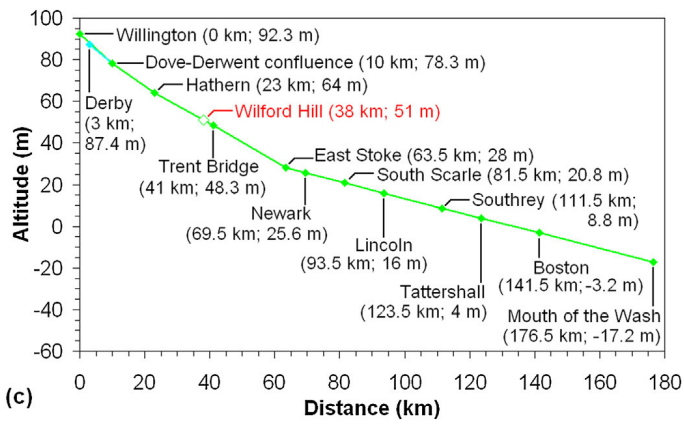 100
80
60
40
20
0
-20
-40
-60
Altitude (m)
Willington (0 km; 92.3 m)
Dove-Derwent confluence (10 km; 78.3 m)
Hathern (23 km; 64 m)
Derby
(3 km;
87.4 m)
Wilford Hill (38 km; 51 m)
Trent Bridge
(41 km; 48.3 m)
East Stoke (63.5 km; 28 m)
South Scarle (81.5 km; 20.8 m)
Newark
(69.5 km; 25.6 m)
Southrey (111.5 km;
8.8 m)
Lincoln
(93.5 km; 16 m)
Tattershall
(123.5 km; 4 m)
Boston
(141.5 km;-3.2 m)
Mouth of the Wash
(176.5 km; -17.2 m)
0 20 40 60 80 100 120 140 160 180
Distance (km)
(c)